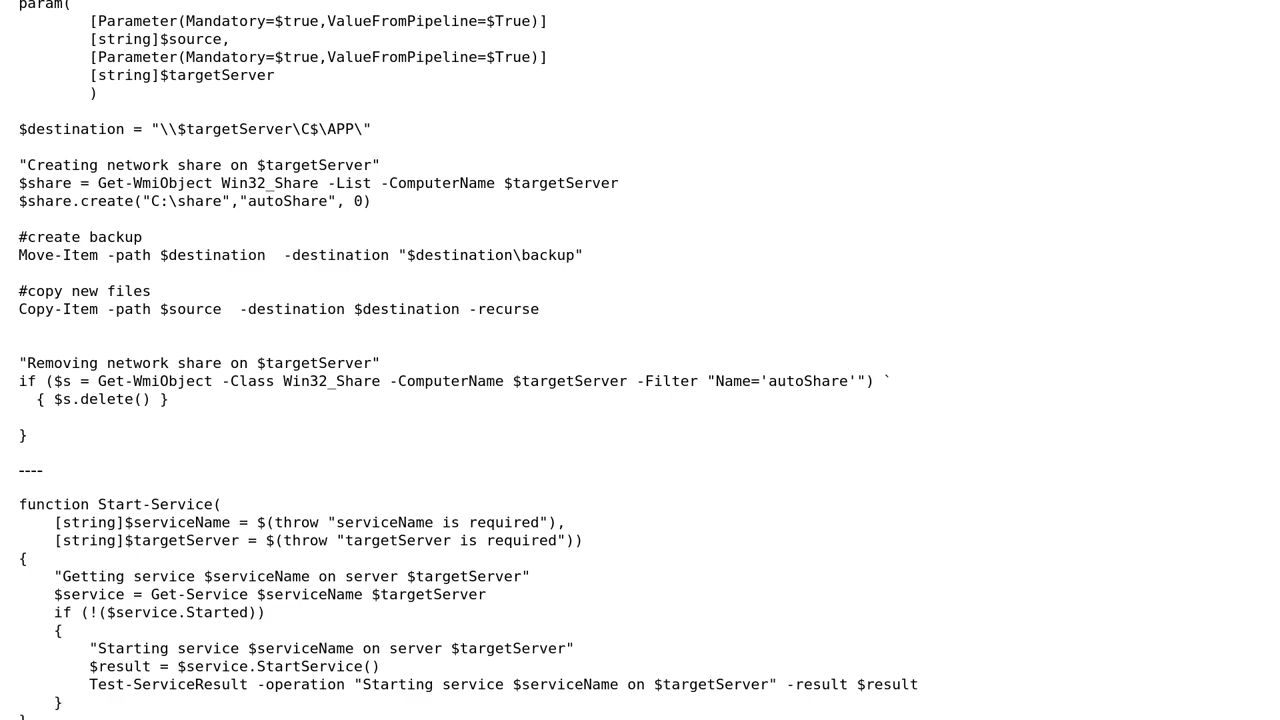 param(
        [Parameter(Mandatory=$true,ValueFromPipeline=$True)]
        [string]$source,
        [Parameter(Mandatory=$true,ValueFromPipeline=$True)]
        [string]$targetServer
        )

$destination = "\\$targetServer\C$\APP\"

"Creating network share on $targetServer"
$share = Get-WmiObject Win32_Share -List -ComputerName $targetServer
$share.create("C:\share","autoShare", 0)

#create backup
Move-Item -path $destination  -destination "$destination\backup"

#copy new files
Copy-Item -path $source  -destination $destination -recurse


"Removing network share on $targetServer"
if ($s = Get-WmiObject -Class Win32_Share -ComputerName $targetServer -Filter "Name='autoShare'") `
  { $s.delete() }

}

----

function Start-Service(
    [string]$serviceName = $(throw "serviceName is required"),
    [string]$targetServer = $(throw "targetServer is required"))
{
    "Getting service $serviceName on server $targetServer"
    $service = Get-Service $serviceName $targetServer
    if (!($service.Started))
    {
        "Starting service $serviceName on server $targetServer"
        $result = $service.StartService()
        Test-ServiceResult -operation "Starting service $serviceName on $targetServer" -result $result
    }
}